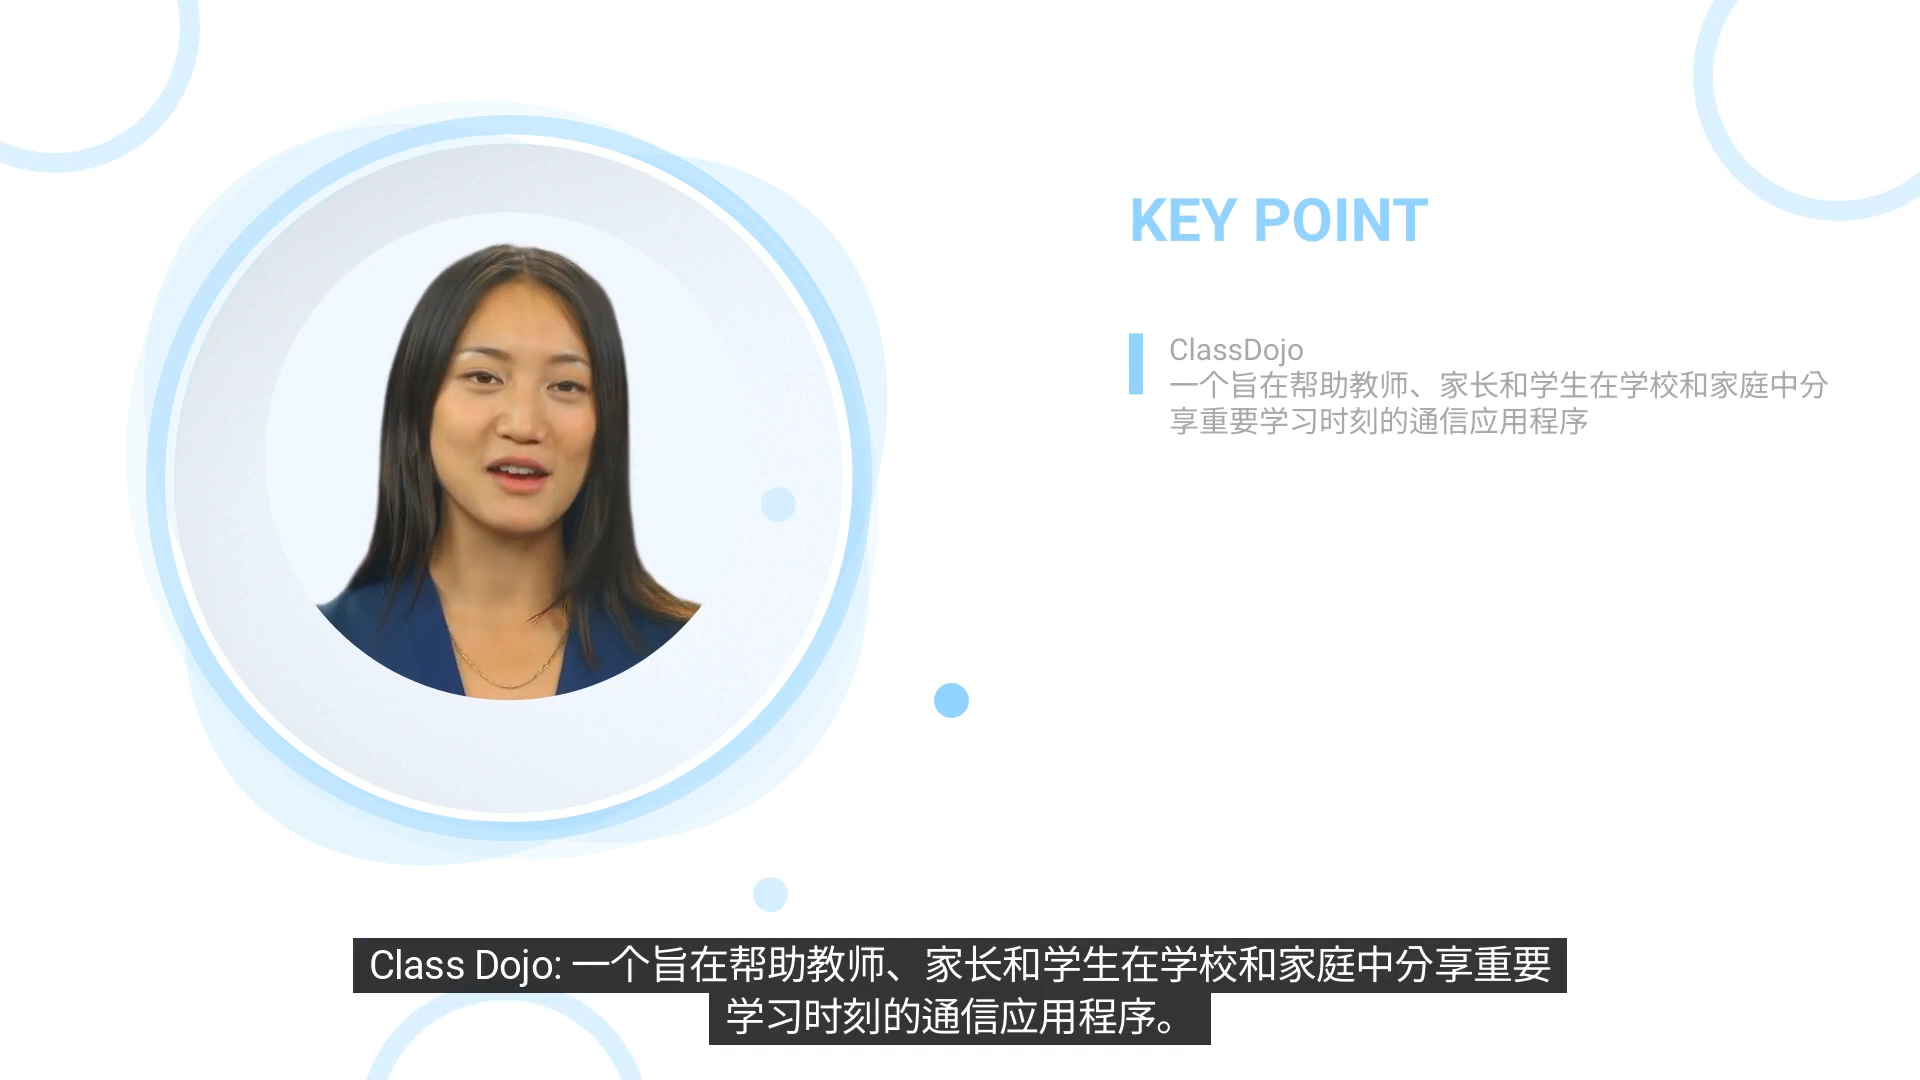 KEY POINT
ClassDojo
一个旨在帮助教师、家长和学生在学校和家庭中分
享重要学习时刻的通信应用程序
Class Dojo: 一个旨在帮助教师、家长和学生在学校和家庭中分享重要
学习时刻的通信应用程序。